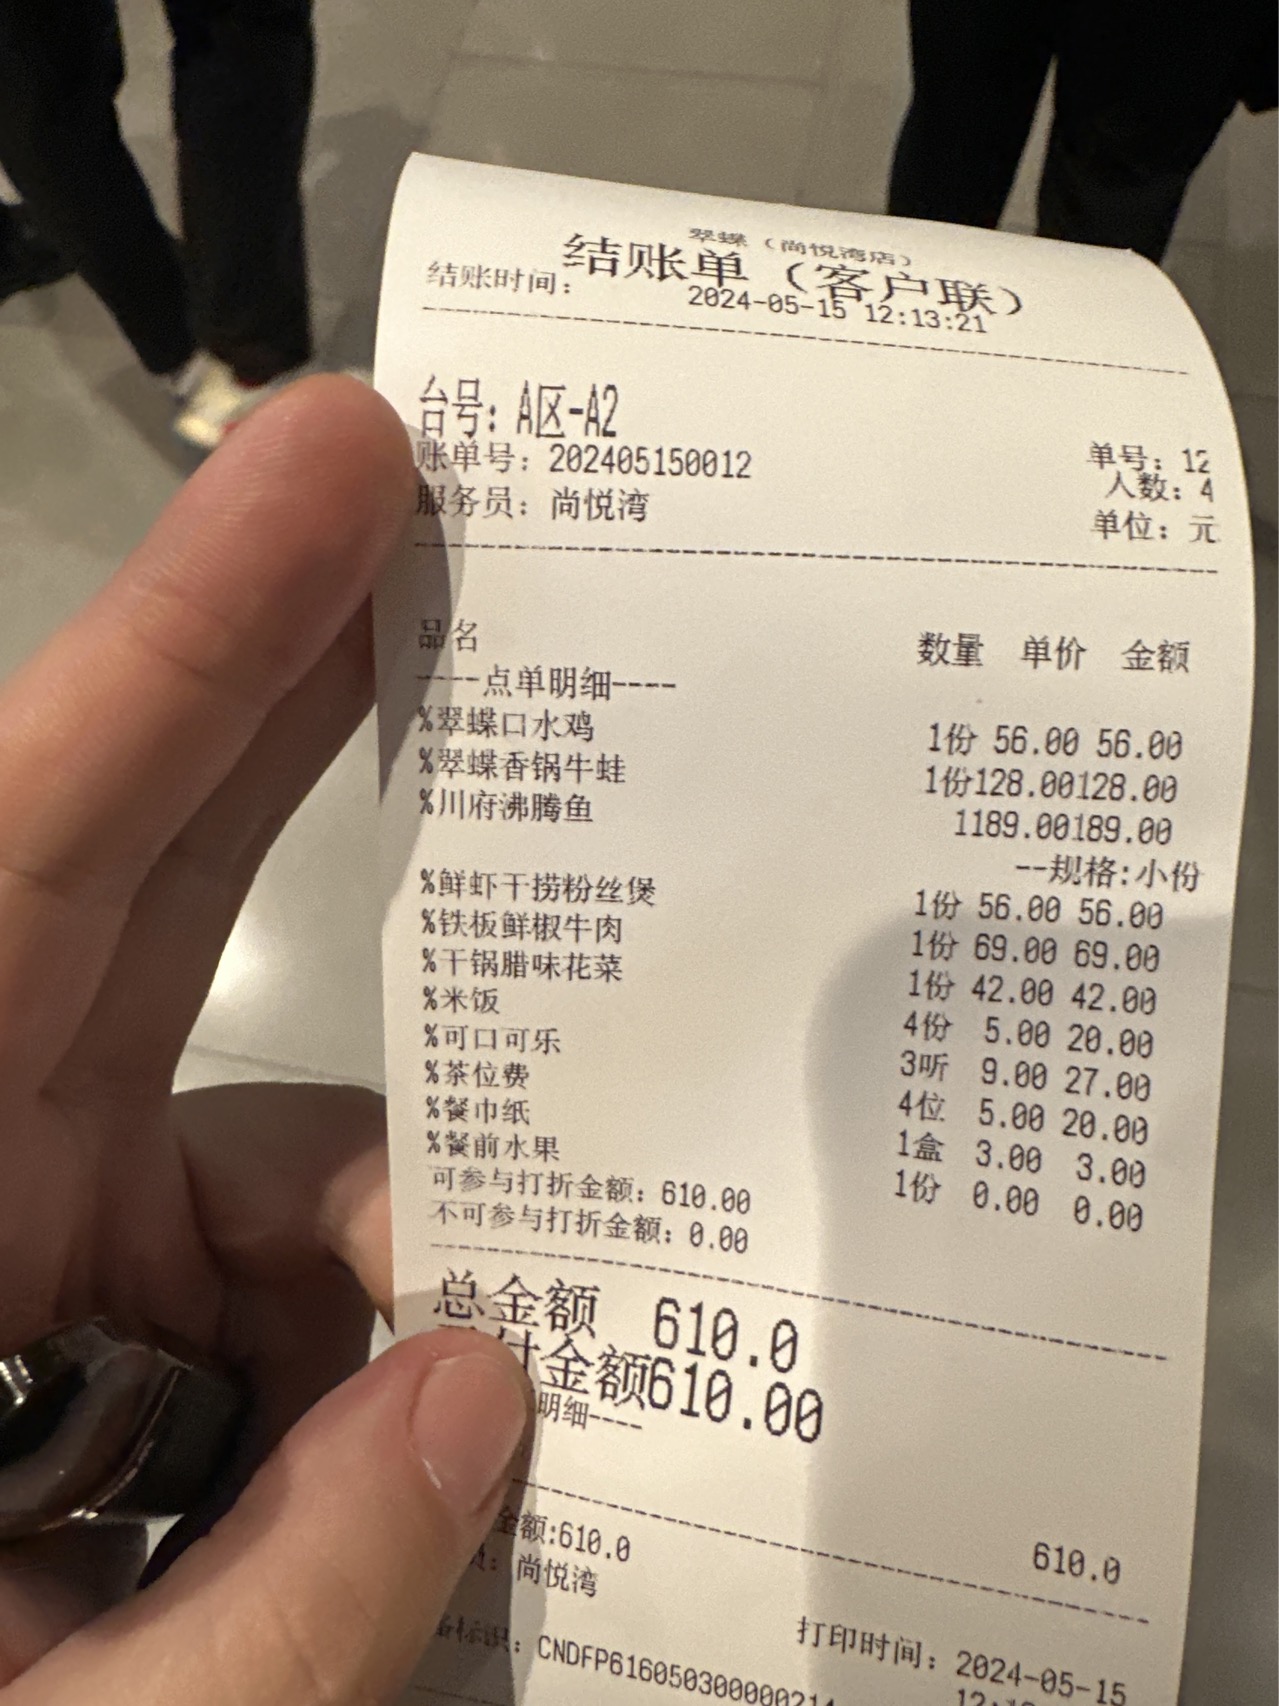 翠蝶（尚悦湾店）
结账单（客户联）
结账时间： 2024-05-15 12:13:21
台号：A区-A2
账单号：202405150012 单号：12
人数：4
服务员：尚悦湾 单位：元
品名 数量 单价 金额
----点单明细----
%翠蝶口水鸡 1份 56.00 56.00
%翠蝶香锅牛蛙 1份128.00128.00
%川府沸腾鱼 1189.00189.00
--规格:小份
%鲜虾干捞粉丝煲 1份 56.00 56.00
%铁板鲜椒牛肉 1份 69.00 69.00
%干锅腊味花菜 1份 42.00 42.00
%米饭 4份 5.00 20.00
%可口可乐 3听 9.00 27.00
%茶位费 4位 5.00 20.00
%餐巾纸 1盒 3.00 3.00
%餐前水果 1份 0.00 0.00
可参与打折金额：610.00
不可参与打折金额：0.00
总金额 610.0
付金额610.00
明细----
610.0
金额:610.0
员：尚悦湾
打印时间：2024-05-15
标识：CNDFP6160503000002